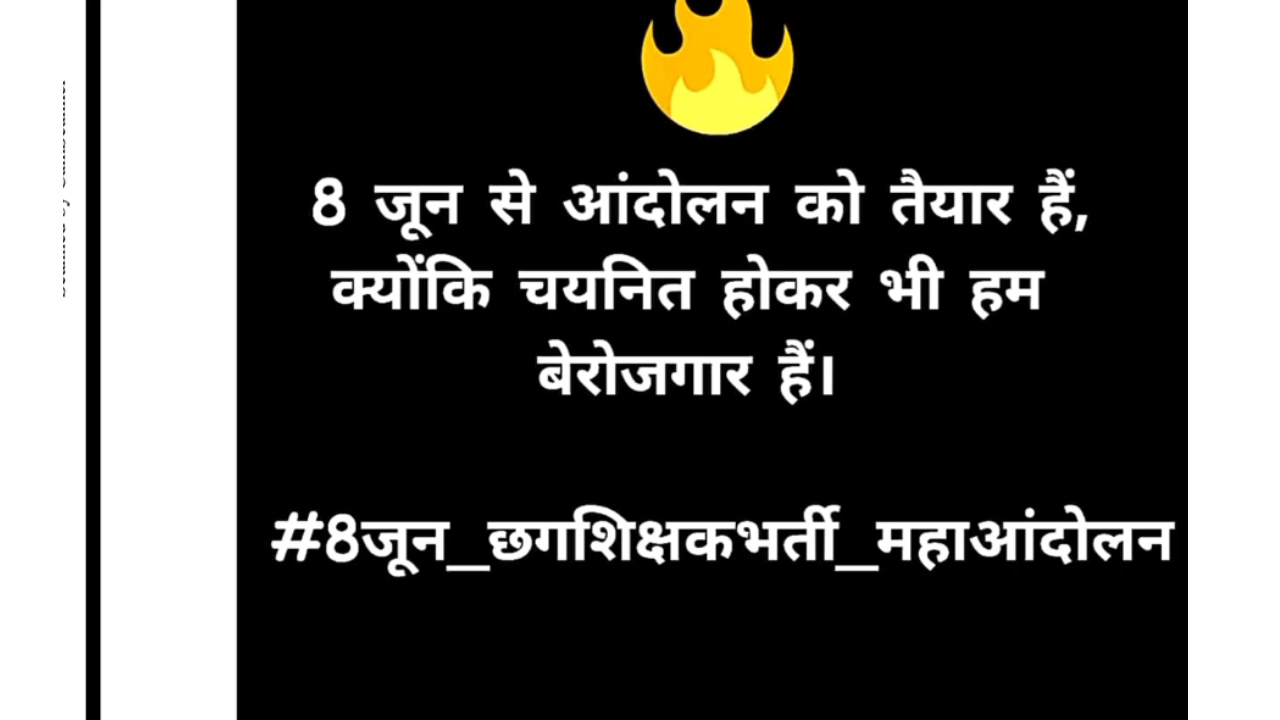 8 जून से आंदोलन को तैयार हैं,
क्योंकि चयनित होकर भी हम
बेरोजगार हैं।
#8जून_छगशिक्षकभर्ती_महाआंदोलन